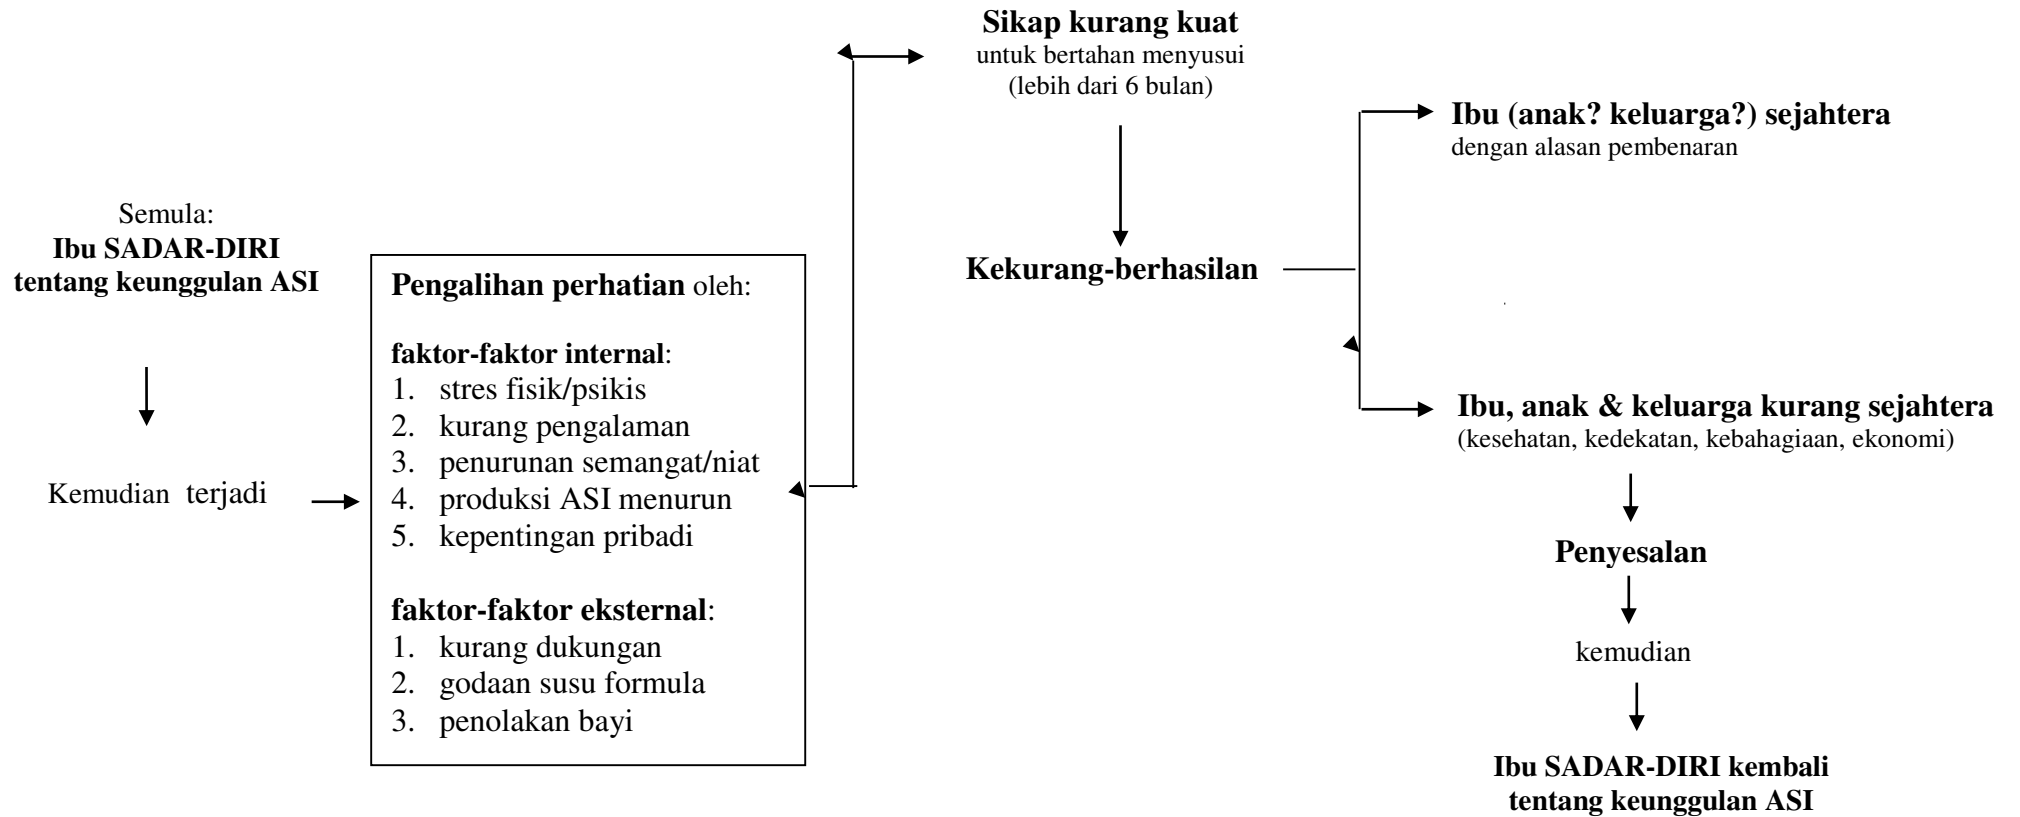 Semula:
Ibu SADAR-DIRI
tentang keunggulan ASI
Kemudian terjadi
Pengalihan perhatian oleh:
faktor-faktor internal:
1. stres fisik/psikis
2. kurang pengalaman
3. penurunan semangat/niat
4. produksi ASI menurun
5. kepentingan pribadi
faktor-faktor eksternal:
1. kurang dukungan
2. godaan susu formula
3. penolakan bayi
Sikap kurang kuat
untuk bertahan menyusui
(lebih dari 6 bulan)
Kekurang-berhasilan
Ibu (anak? keluarga?) sejahtera
dengan alasan pembenaran
Ibu, anak & keluarga kurang sejahtera
(kesehatan, kedekatan, kebahagiaan, ekonomi)
Penyesalan
kemudian
Ibu SADAR-DIRI kembali
tentang keunggulan ASI